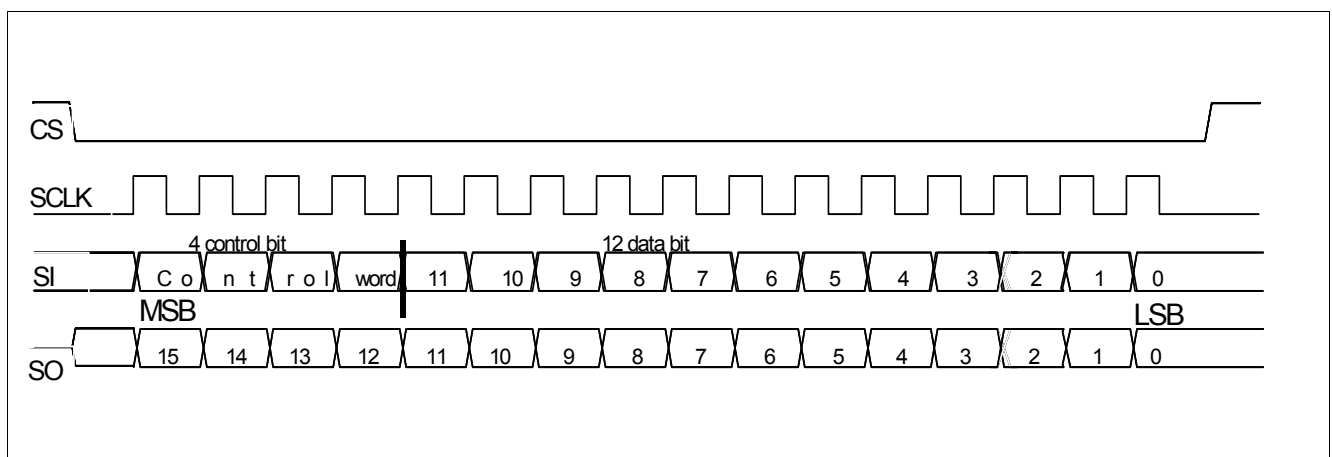 CS
SCLK
4 control bit 12 data bit
SI C o n t r o l word 11 10 9 8 7 6 5 4 3 2 1 0
MSB LSB
SO 15 14 13 12 11 10 9 8 7 6 5 4 3 2 1 0